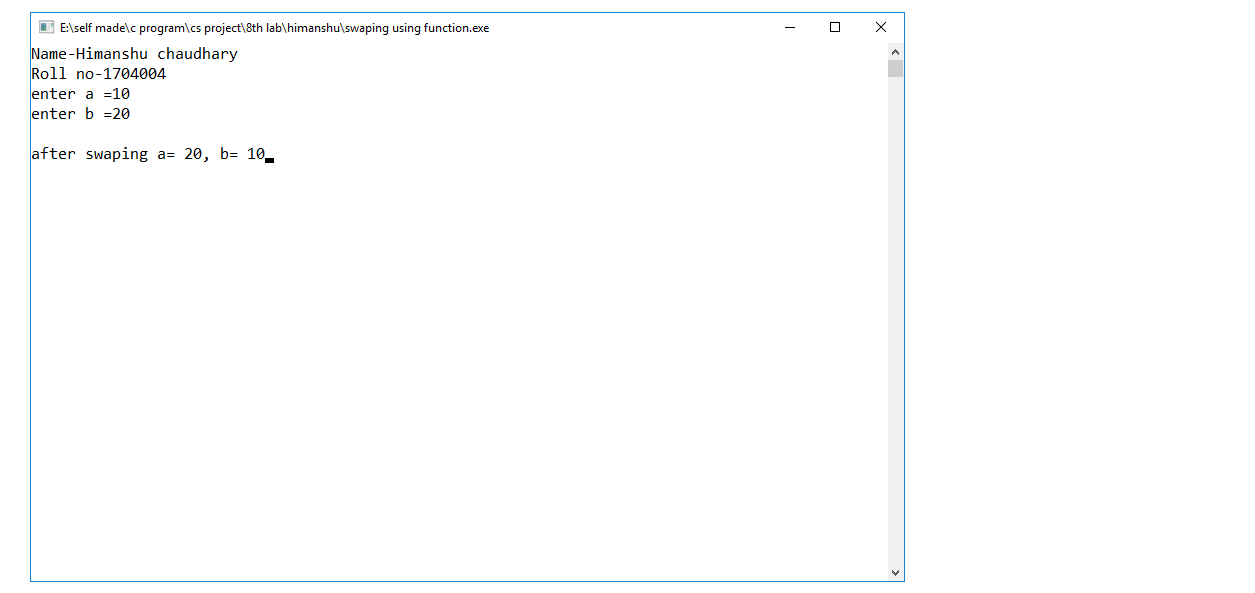 E:\self made\c program\cs project\8th lab\himanshu\swaping using function.exe
Name-Himanshu chaudhary
Roll no-1704004
enter a =10
enter b =20
after swaping a= 20, b= 10